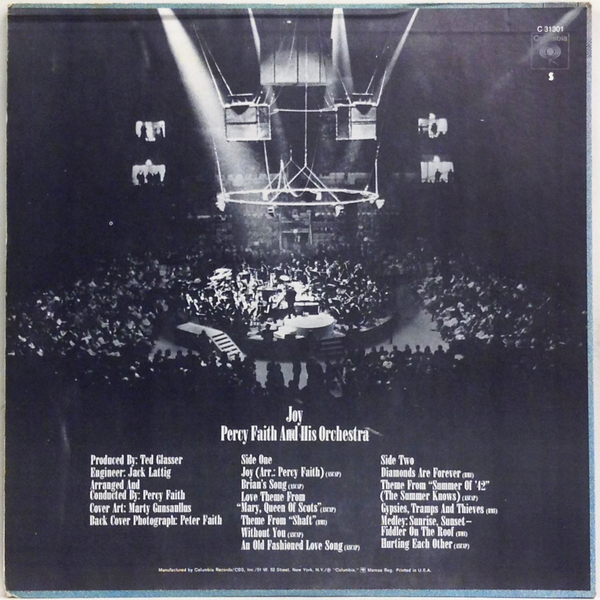 C 31301
Columbia
S
Joy
Percy Faith And His Orchestra
Produced By: Ted Glasser
Engineer: Jack Lattig
Arranged And
Conducted By: Percy Faith
Cover Art: Marty Gunsaullus
Back Cover Photograph: Peter Faith
Side One
Joy (Arr.: Percy Faith) (ASCAP)
Brian's Song (ASCAP)
Love Theme From
"Mary, Queen Of Scots" (ASCAP)
Theme From "Shaft" (BMI)
Without You (ASCAP)
An Old Fashioned Love Song (ASCAP)
Side Two
Diamonds Are Forever (BMI)
Theme From "Summer Of '42"
(The Summer Knows) (ASCAP)
Gypsies, Tramps And Thieves (BMI)
Medley: Sunrise, Sunset—
Fiddler On The Roof (BMI)
Hurting Each Other (ASCAP)
Manufactured by Columbia Records/CBS, Inc./51 W. 52 Street, New York, N.Y./® "Columbia," Marcas Reg. Printed in U.S.A.